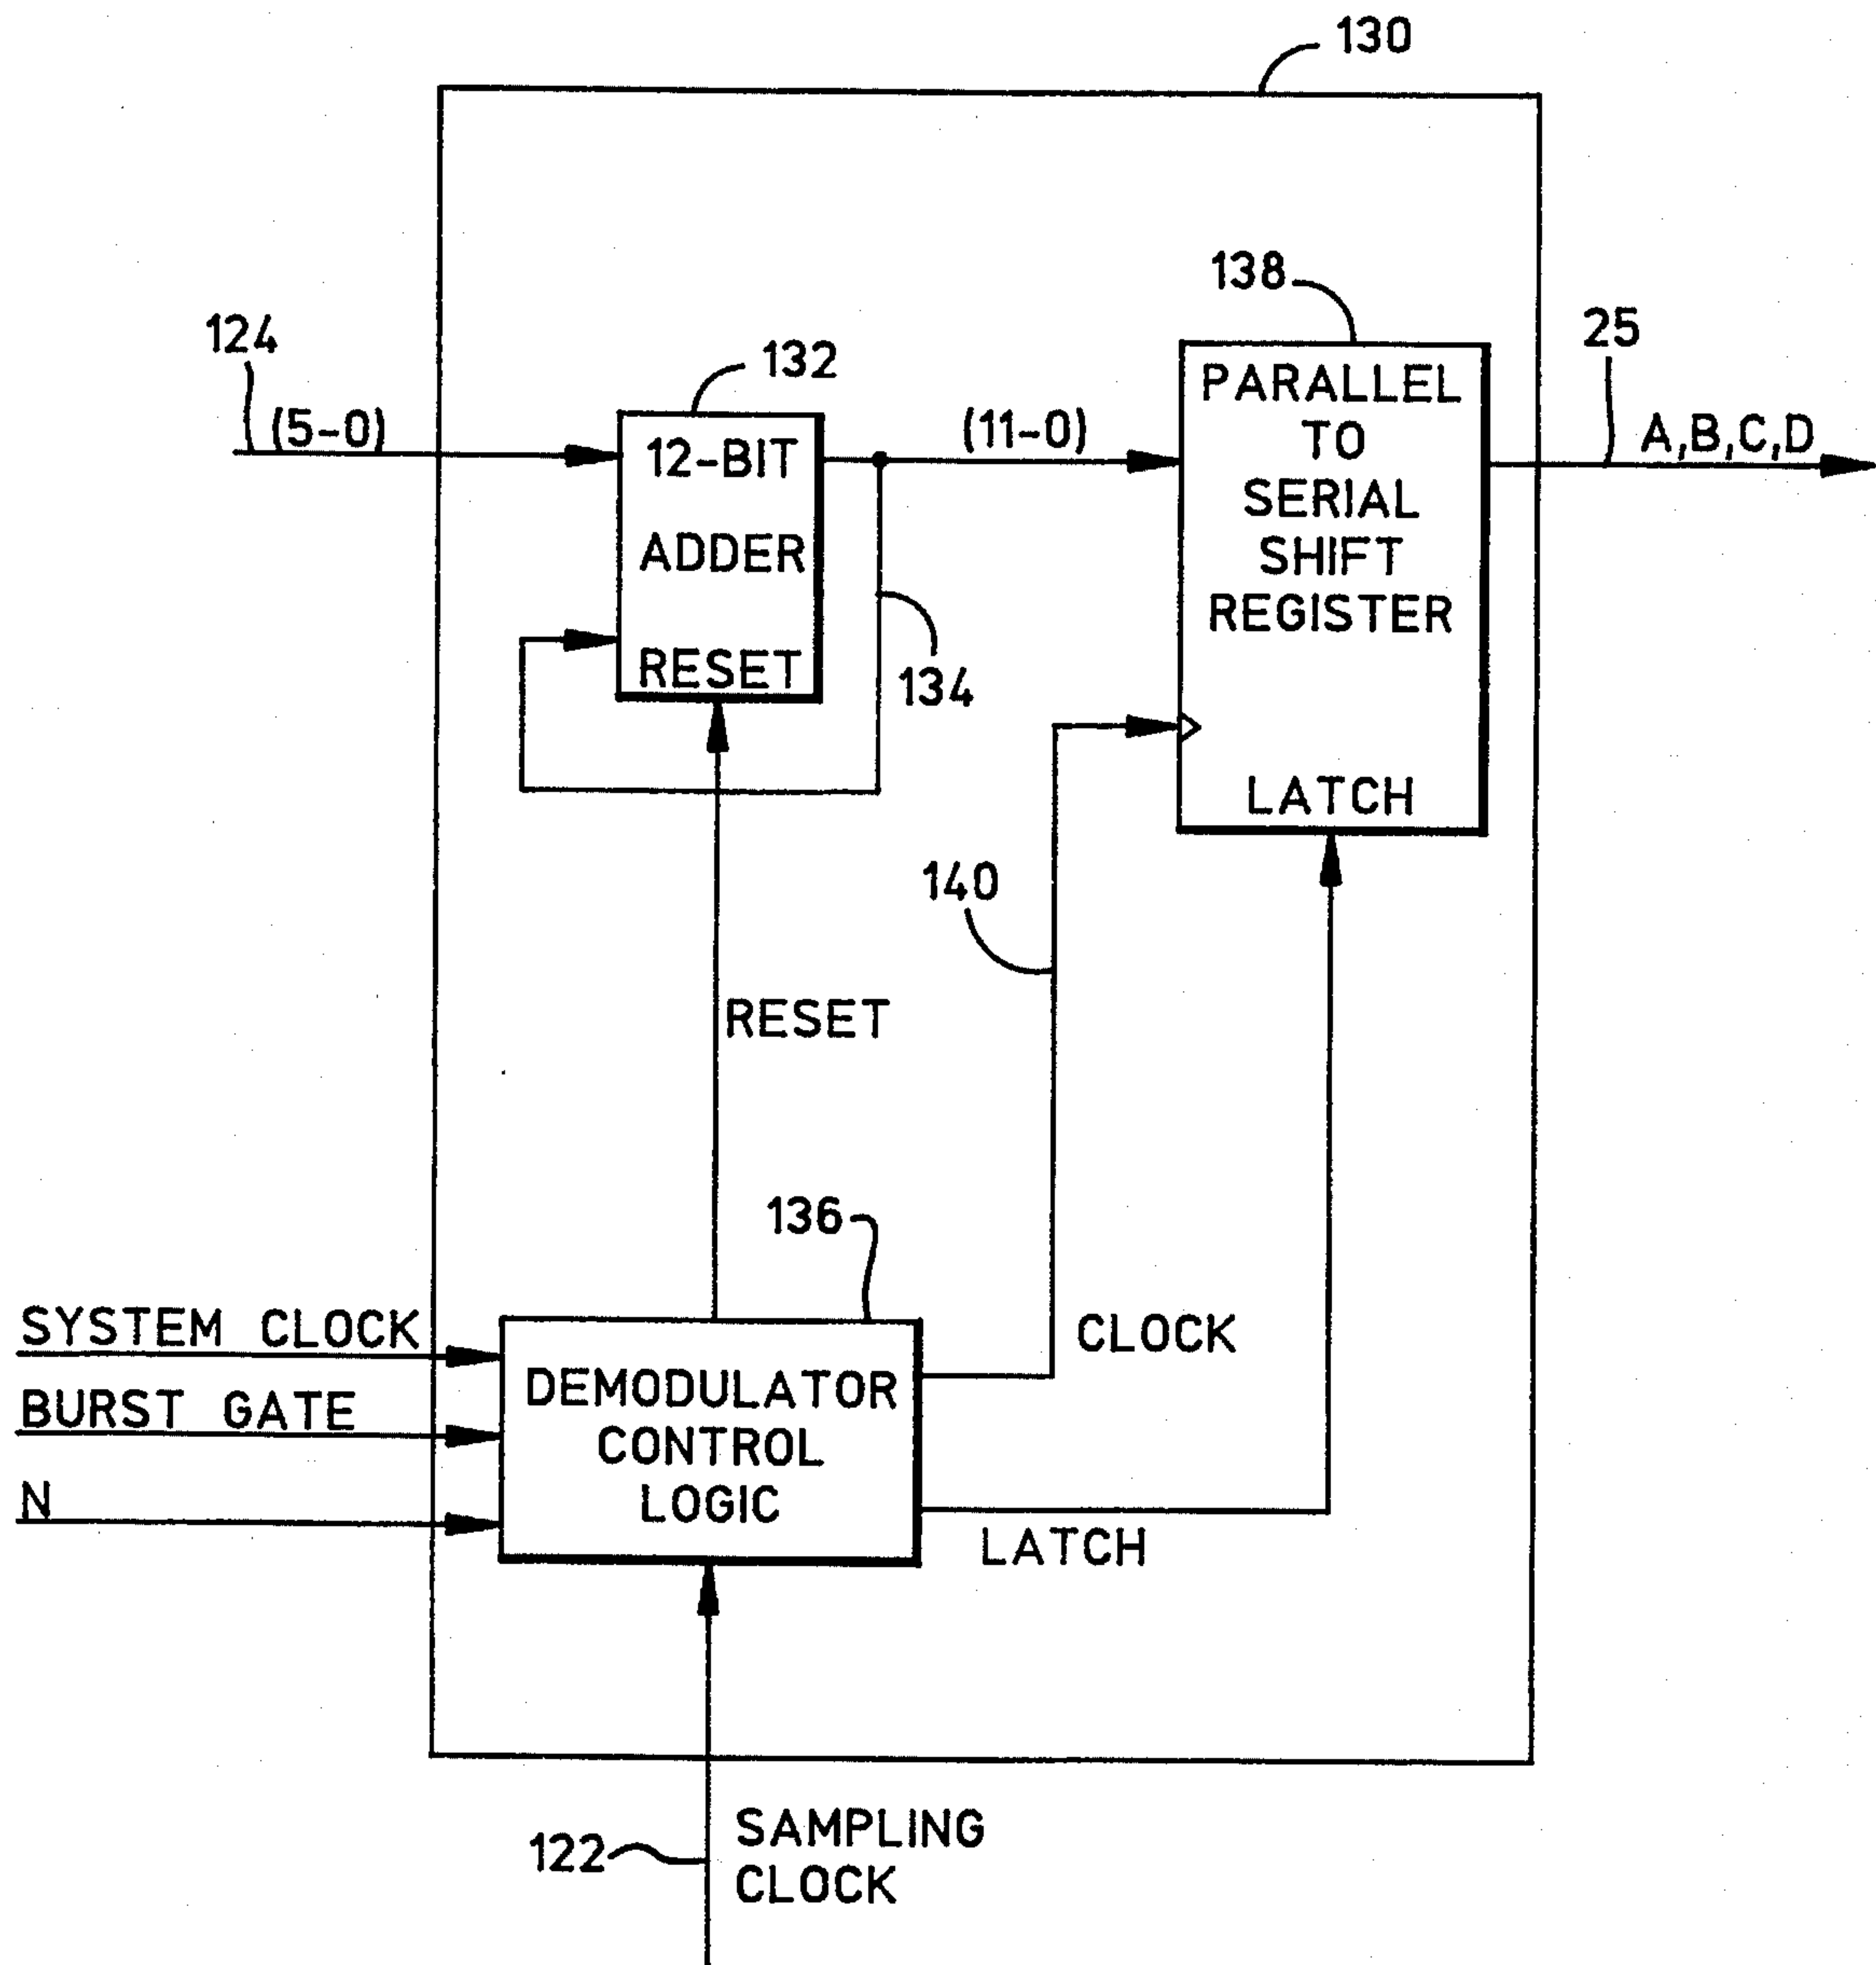 130
138
124
132
25
(5-0)
(11-0)
A,B,C,D
12-BIT
ADDER
RESET
PARALLEL
TO
SERIAL
SHIFT
REGISTER
LATCH
134
140
RESET
136
SYSTEM CLOCK
BURST GATE
N
DEMODULATOR
CONTROL
LOGIC
CLOCK
LATCH
122
SAMPLING
CLOCK